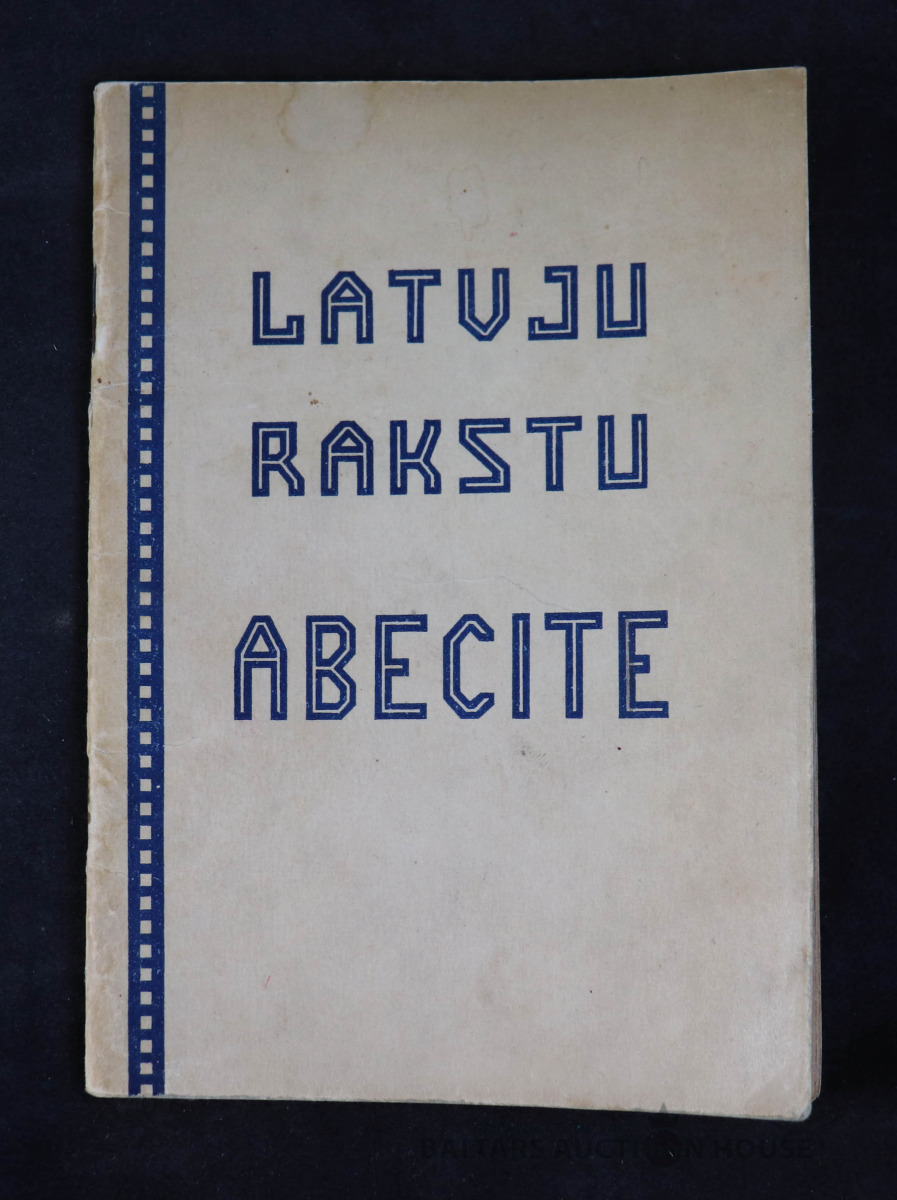 LATVJU
RAKSTU
ABECITE
BALTARS AUCTION HOUSE